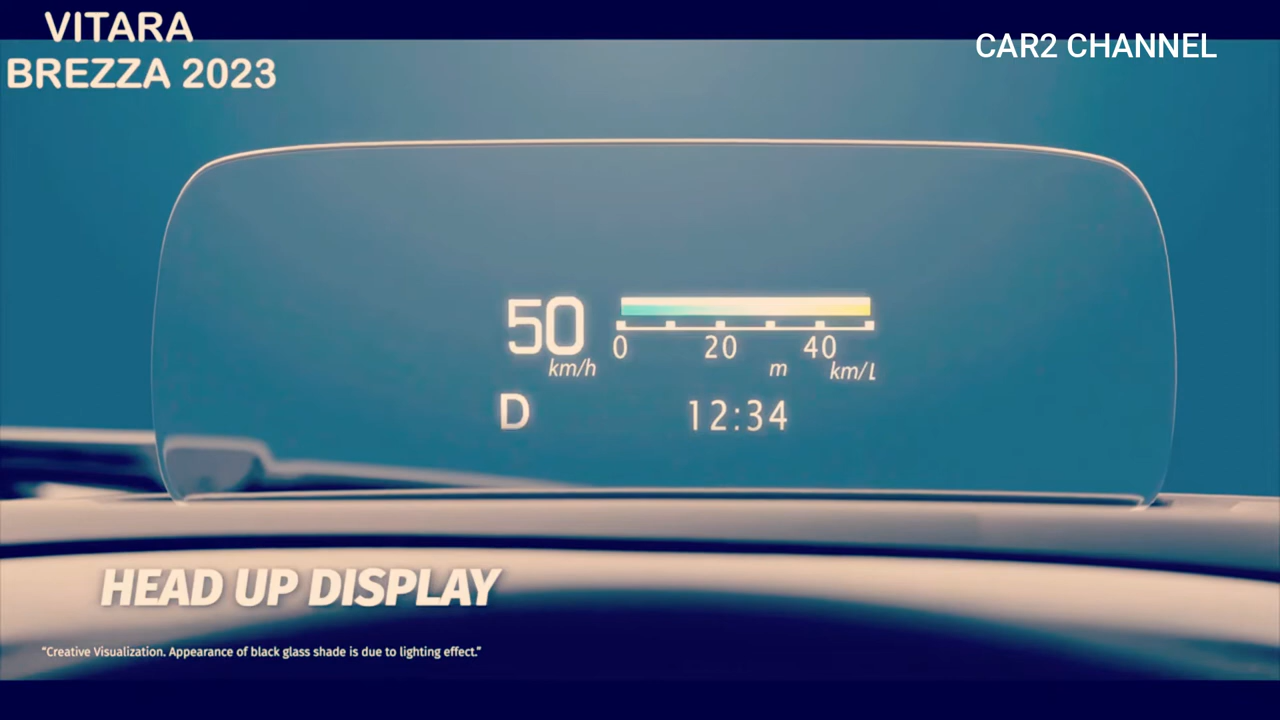 VITARA
BREZZA 2023
CAR2 CHANNEL
50 km/h
0 20 40
m km/L
D 12:34
HEAD UP DISPLAY
“Creative Visualization. Appearance of black glass shade is due to lighting effect.”